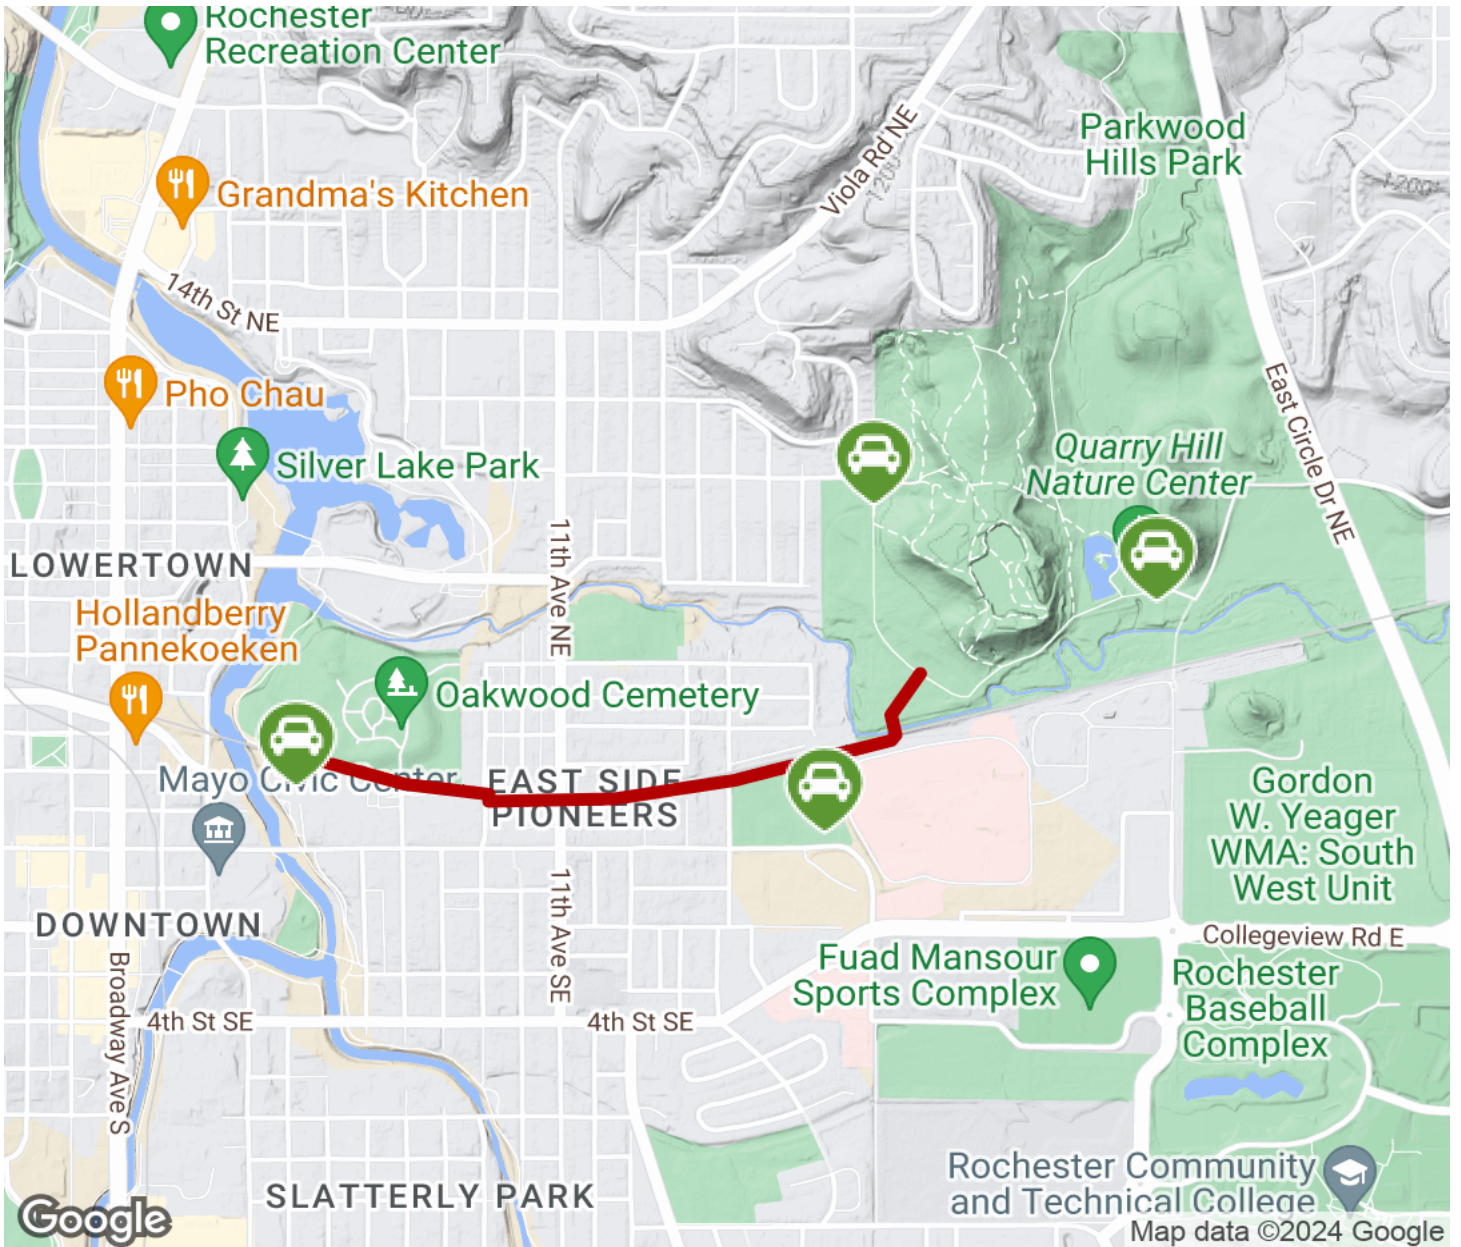 Rochester
Recreation Center
Grandma's Kitchen
14th St NE
Pho Chau
Silver Lake Park
LOWERTOWN
Hollandberry
Pannekoeken
Oakwood Cemetery
Mayo Civic Center
EAST SIDE
PIONEERS
11th Ave NE
11th Ave SE
DOWNTOWN
Broadway Ave S
4th St SE
4th St SE
SLATTERLY PARK
Viola Rd NE
1200
Parkwood
Hills Park
East Circle Dr NE
Quarry Hill
Nature Center
Gordon
W. Yeager
WMA: South
West Unit
Collegeview Rd E
Fuad Mansour
Sports Complex
Rochester
Baseball
Complex
Rochester Community
and Technical College
Google
Map data ©2024 Google